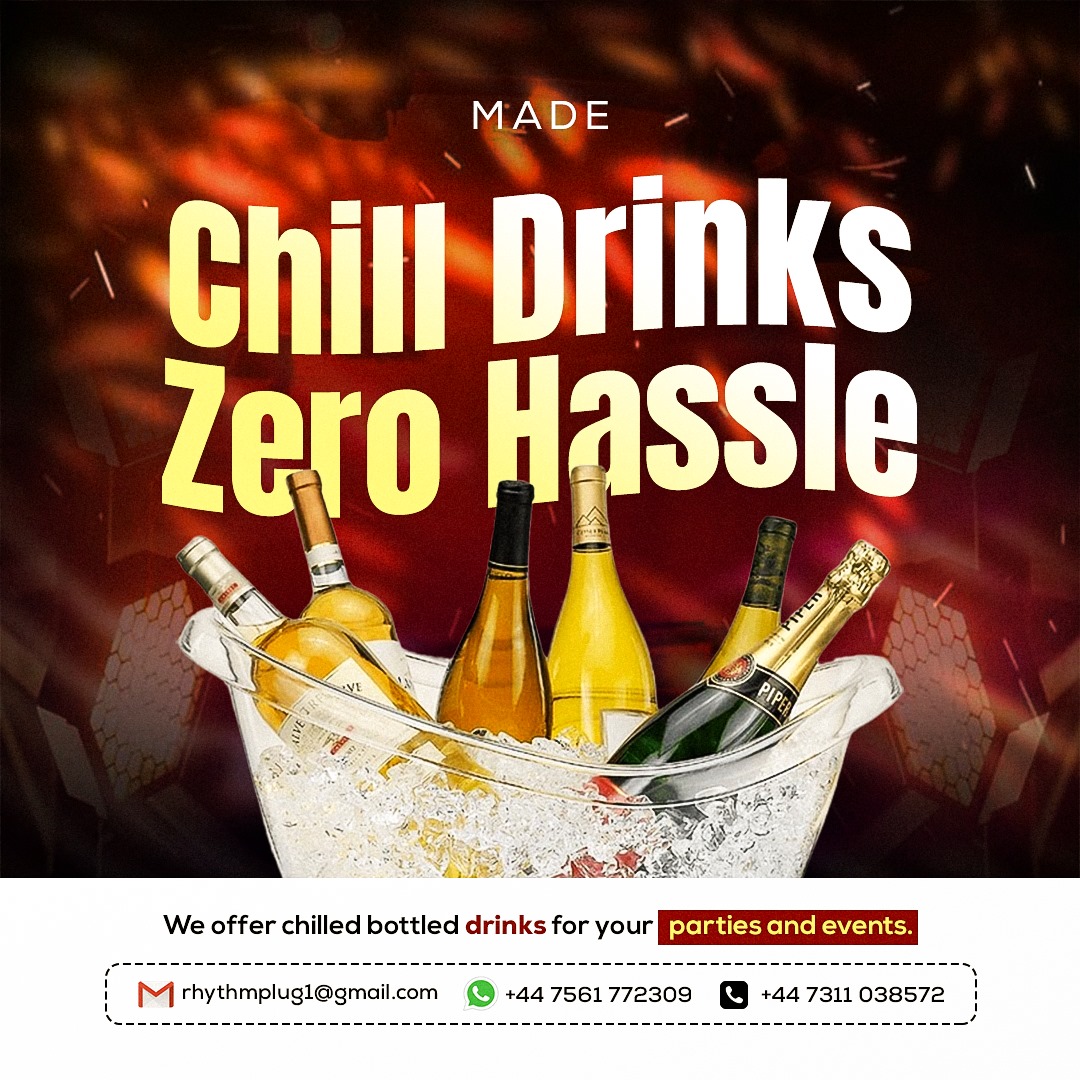 MADE
Chill Drinks
Zero Hassle
PIPER
PIPER
We offer chilled bottled drinks for your parties and events.
rhythmplug1@gmail.com +44 7561 772309 +44 7311 038572